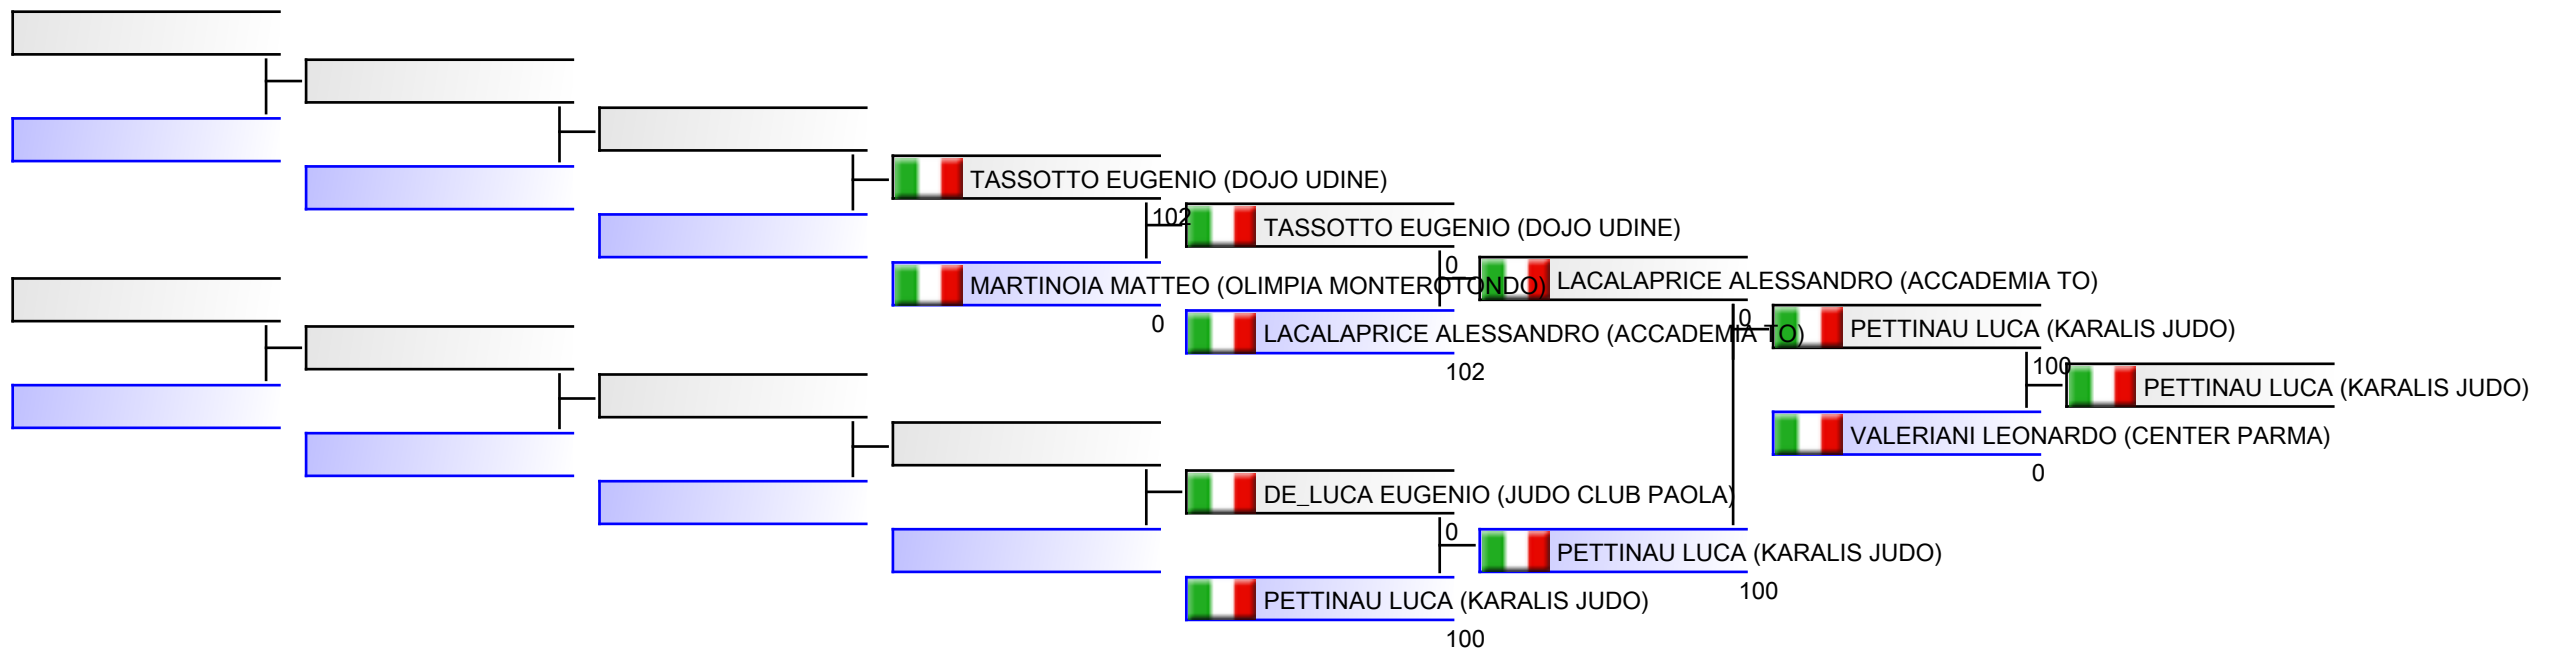 TASSOTTO EUGENIO (DOJO UDINE)
102
TASSOTTO EUGENIO (DOJO UDINE)
0
MARTINOIA MATTEO (OLIMPIA MONTEROTONDO)
LACALAPRICE ALESSANDRO (ACCADEMIA TO)
0
0
LACALAPRICE ALESSANDRO (ACCADEMIA TO)
PETTINAU LUCA (KARALIS JUDO)
102
100
PETTINAU LUCA (KARALIS JUDO)
VALERIANI LEONARDO (CENTER PARMA)
0
DE_LUCA EUGENIO (JUDO CLUB PAOLA)
0
PETTINAU LUCA (KARALIS JUDO)
100
PETTINAU LUCA (KARALIS JUDO)
100